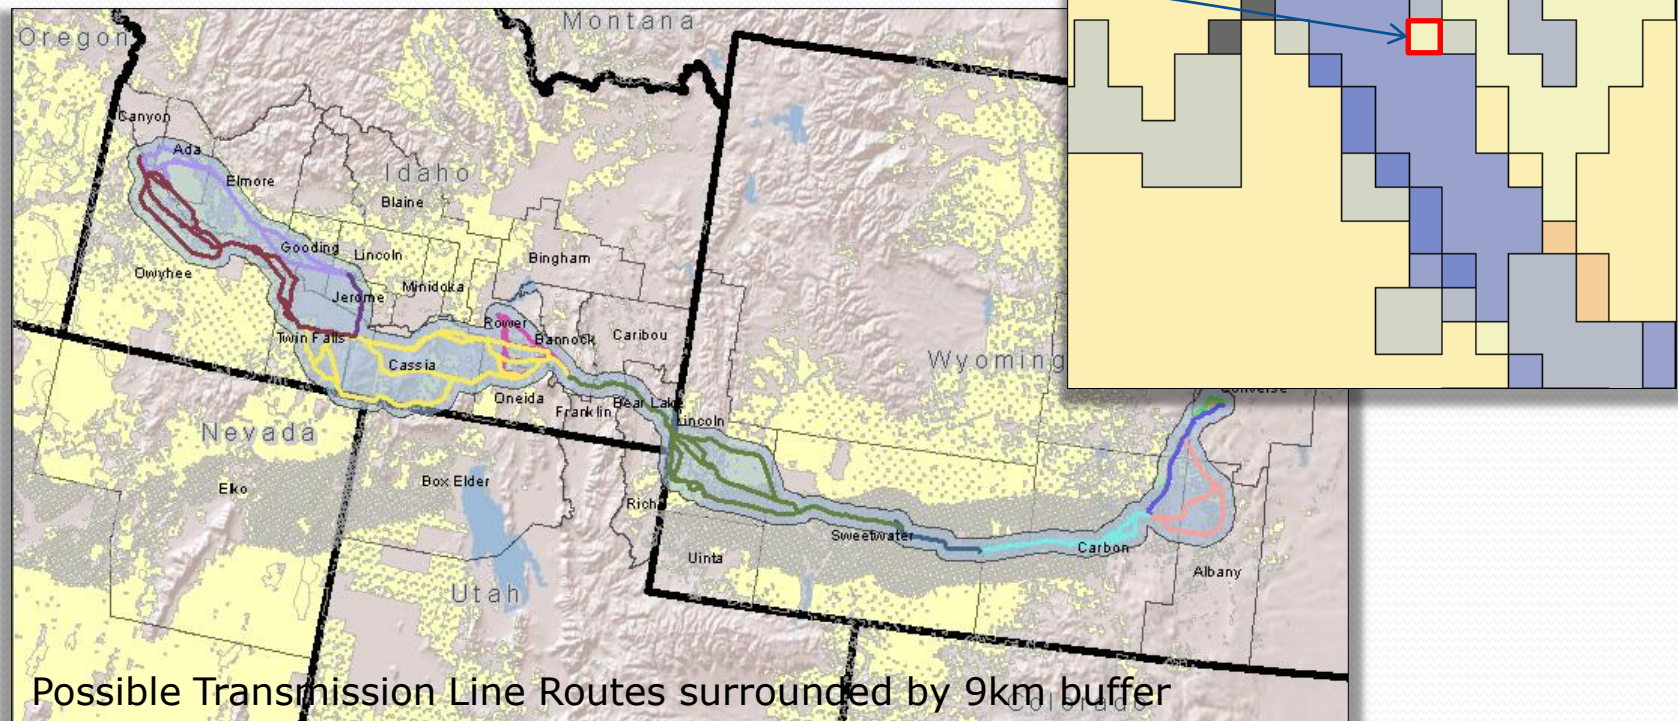 Montana
Oregon
Canyon
Ada
Elmore
Idaho
Blaine
Gooding
Lincoln
Owyhee
Bingham
Minidoka
Jerome
Power
Twin Falls
Bannock
Caribou
Cassia
Wyoming
Oneida
Franklin
Bear Lake
Converse
Lincoln
Nevada
Elko
Box Elder
Rich
Sweetwater
Carbon
Uinta
Albany
Utah
Colorado
Possible Transmission Line Routes surrounded by 9km buffer